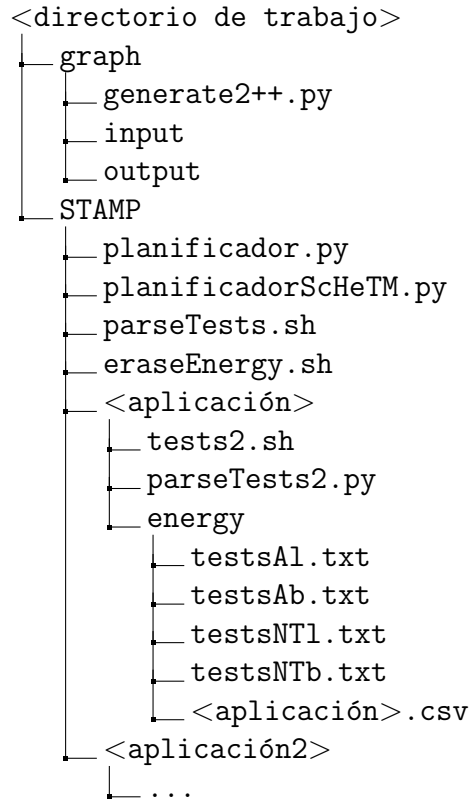 <directorio de trabajo>
graph
generate2++.py
input
output
STAMP
planificador.py
planificadorScHeTM.py
parseTests.sh
eraseEnergy.sh
<aplicación>
tests2.sh
parseTests2.py
energy
testsAl.txt
testsAb.txt
testsNTl.txt
testsNTb.txt
<aplicación>.csv
<aplicación2>
...